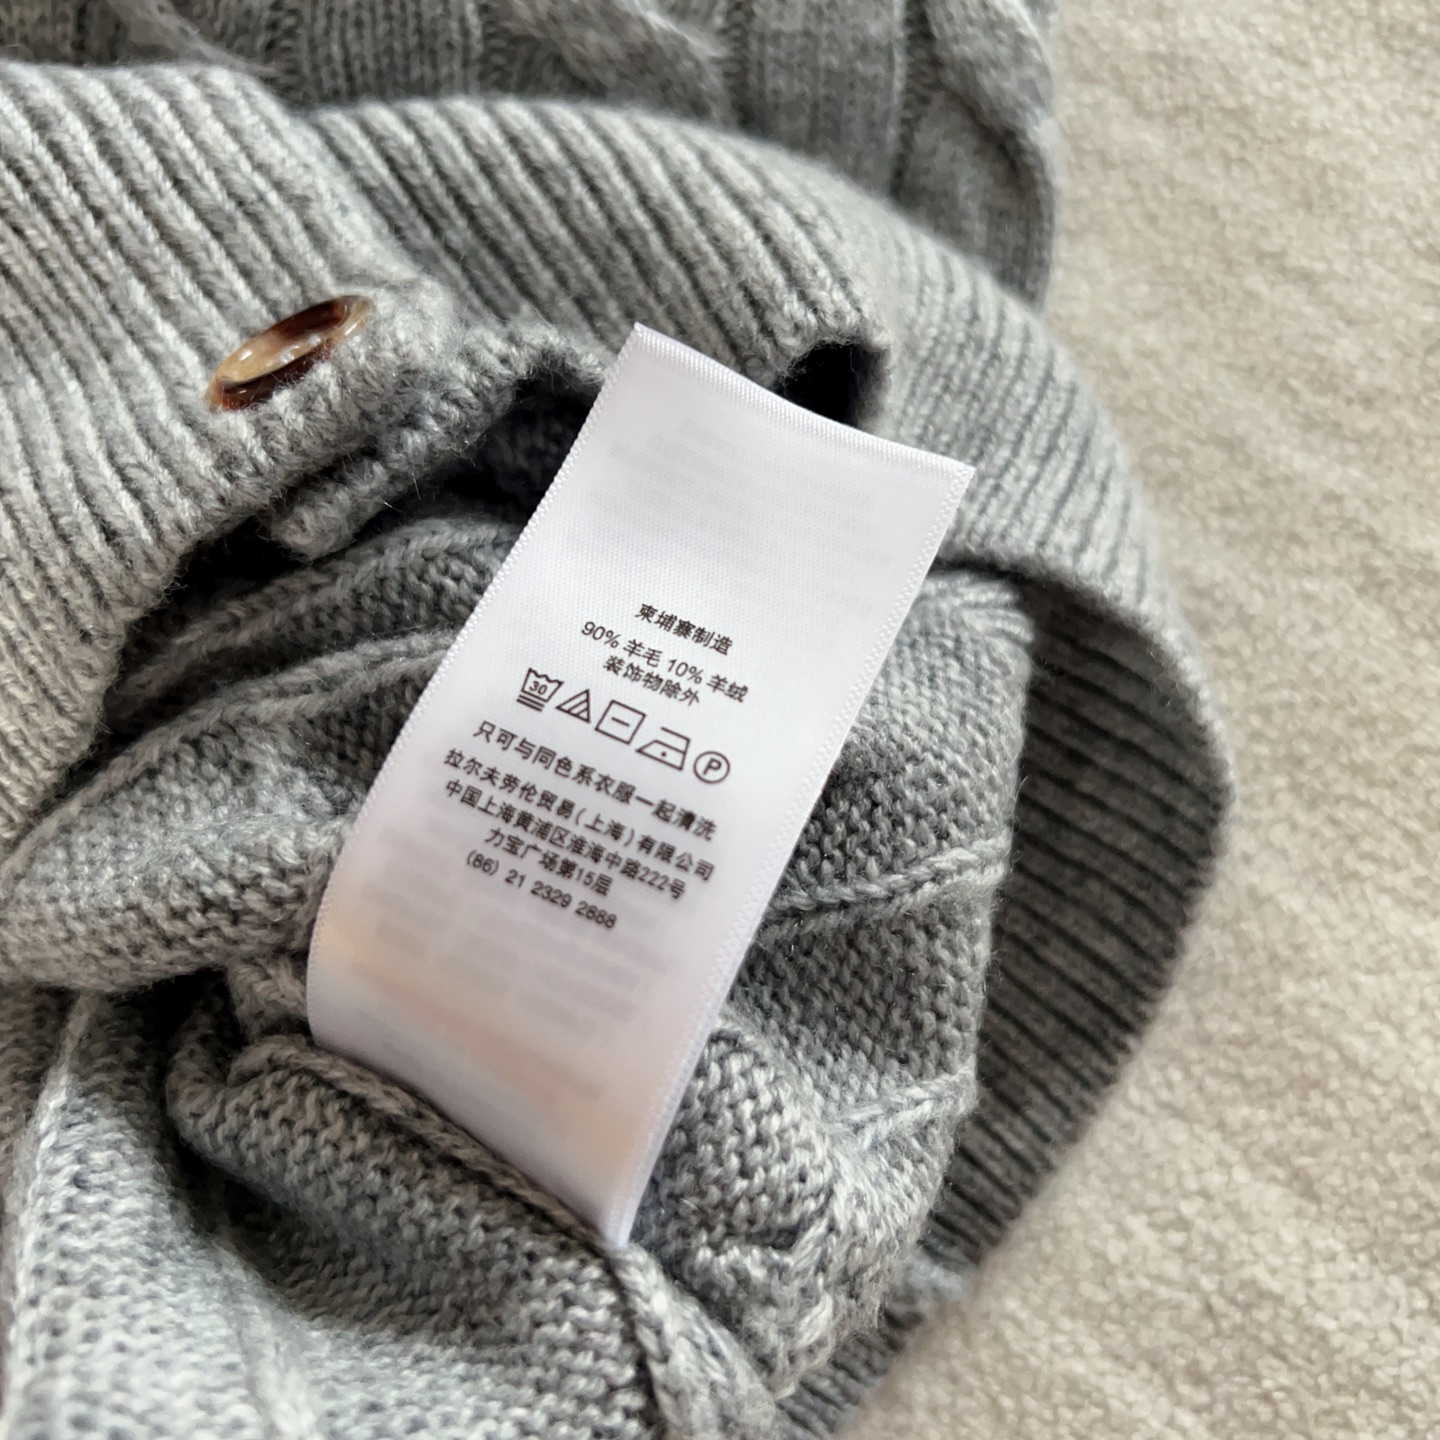 柬埔寨制造
90% 羊毛 10% 羊绒
装饰物除外
30 P
只可与同色系衣服一起清洗
拉尔夫劳伦贸易(上海)有限公司
中国上海黄浦区淮海中路222号
力宝广场第15层
(86) 21 2329 2688